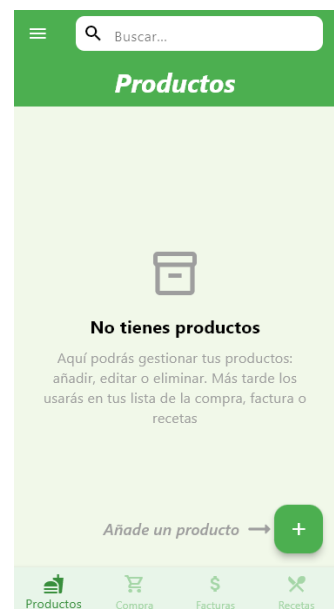 Buscar...
Productos
No tienes productos
Aquí podrás gestionar tus productos:
añadir, editar o eliminar. Más tarde los
usarás en tu lista de la compra, factura o
recetas
Añade un producto
Productos Compra Facturas Recetas